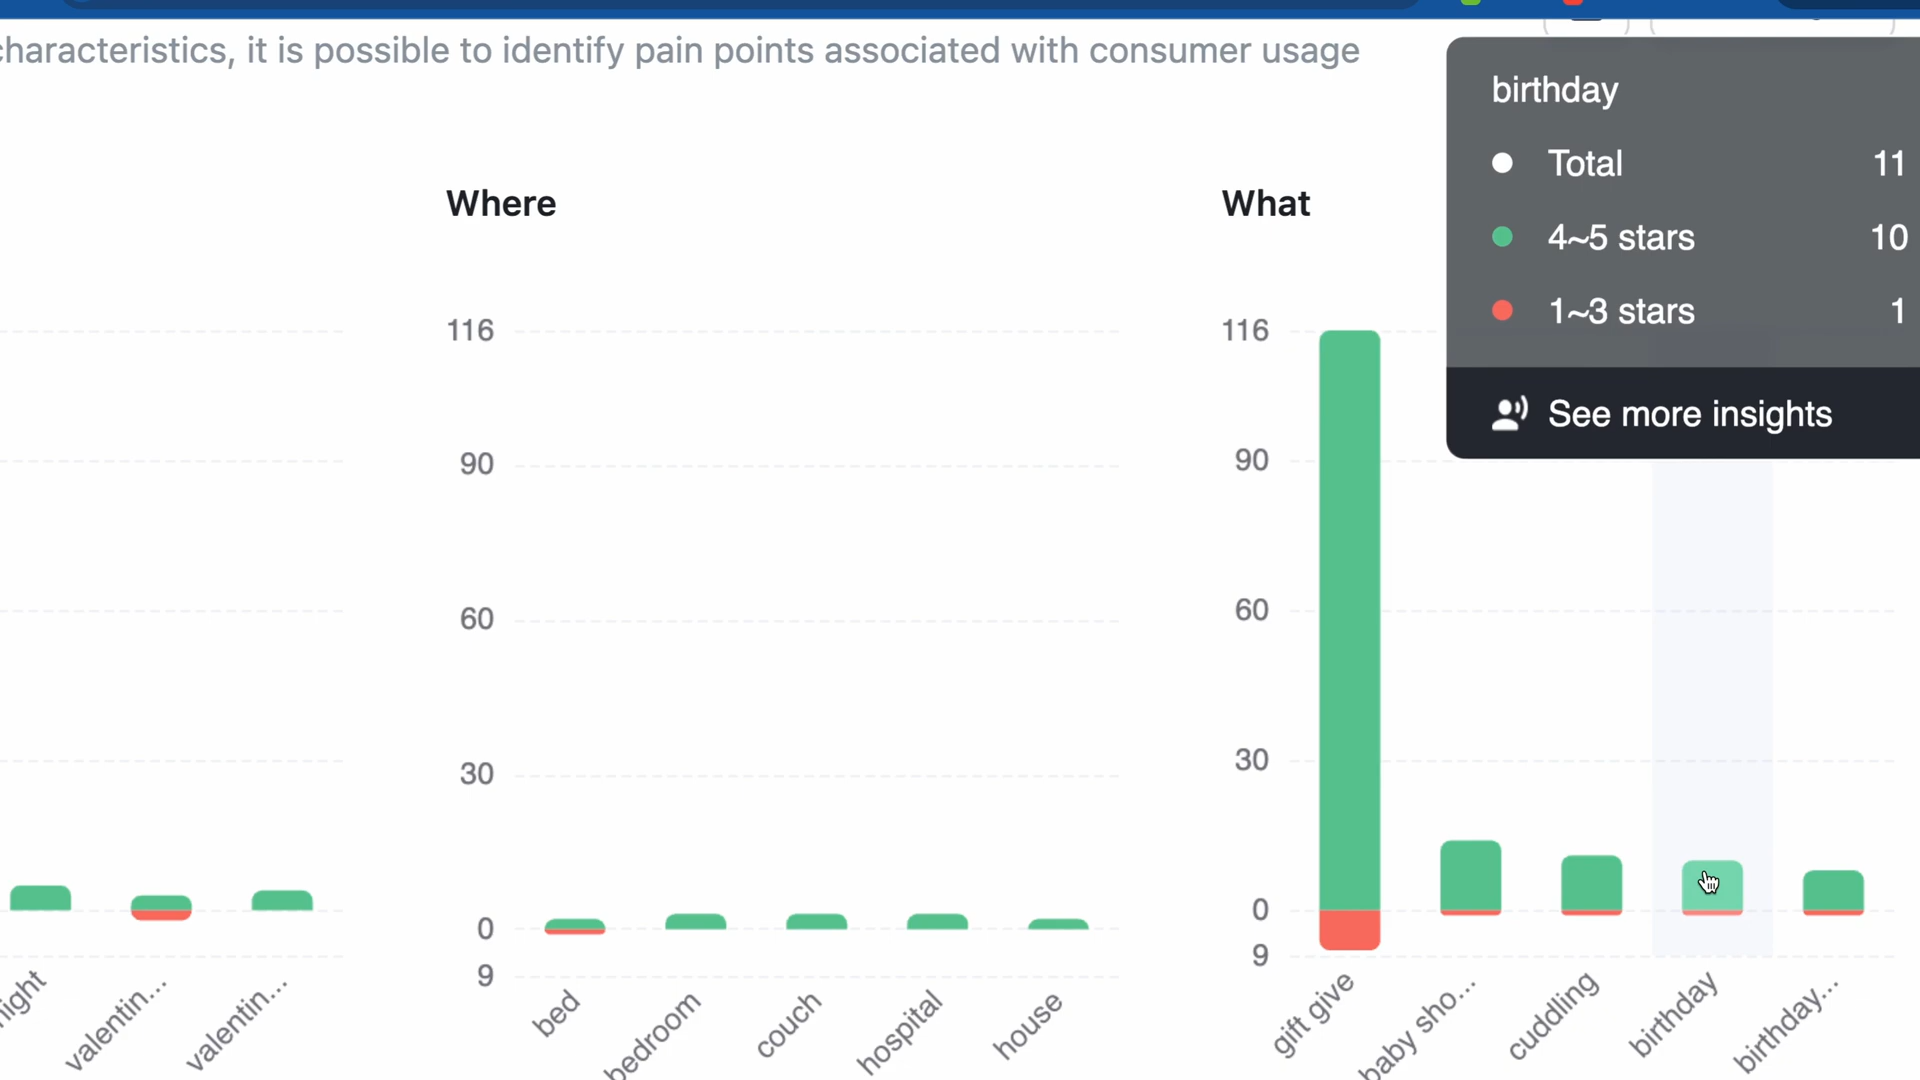 characteristics, it is possible to identify pain points associated with consumer usage
birthday
Total 11
4~5 stars 10
1~3 stars 1
See more insights
Where
116
90
60
30
0
9
bed
bedroom
couch
hospital
house
What
116
90
60
30
0
9
gift give
baby sho...
cuddling
birthday
birthday...
valentin...
valentin...